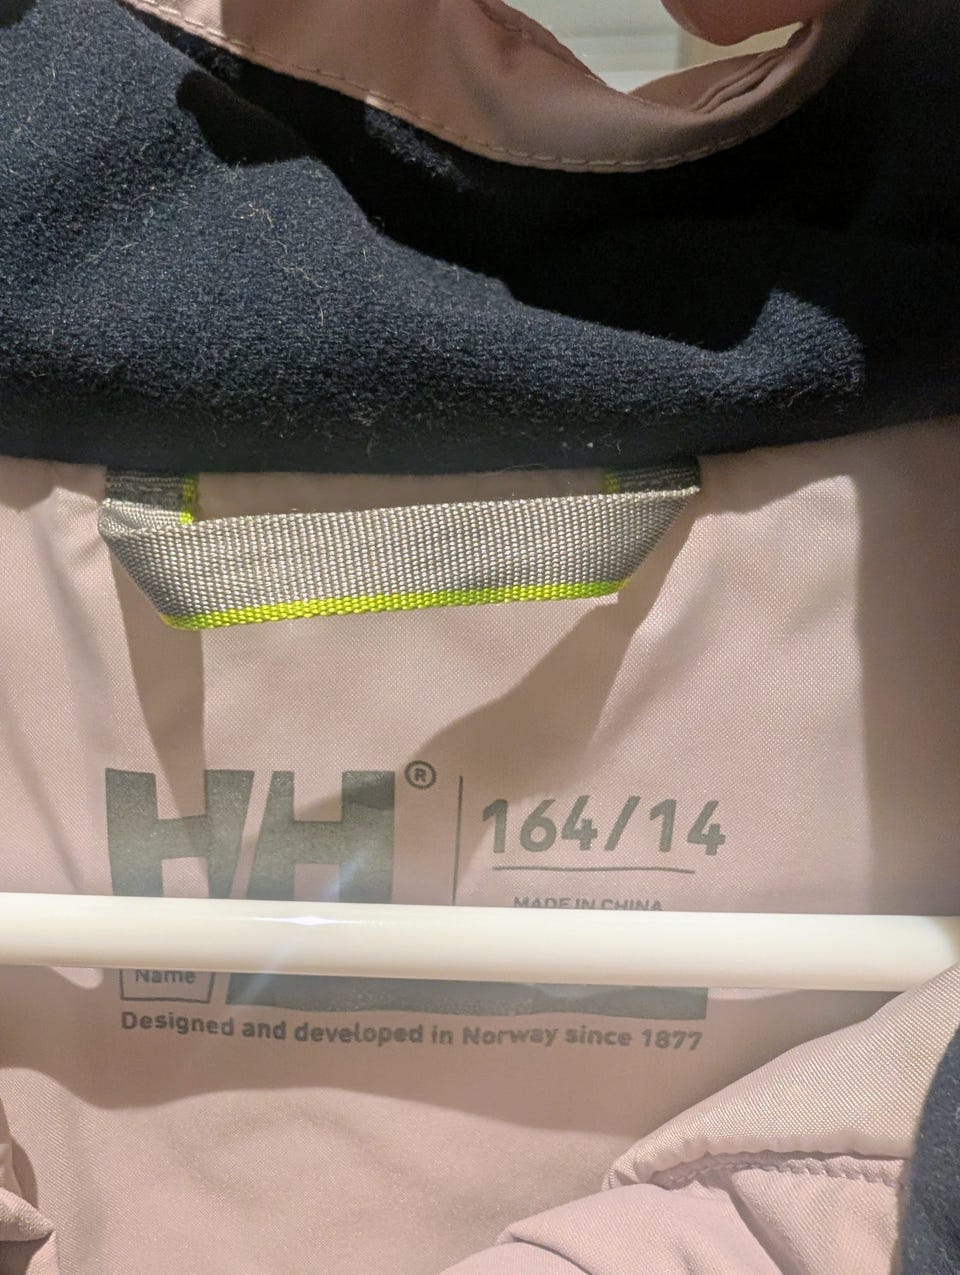 HH®
164/14
MADE IN CHINA
Name
Designed and developed in Norway since 1877